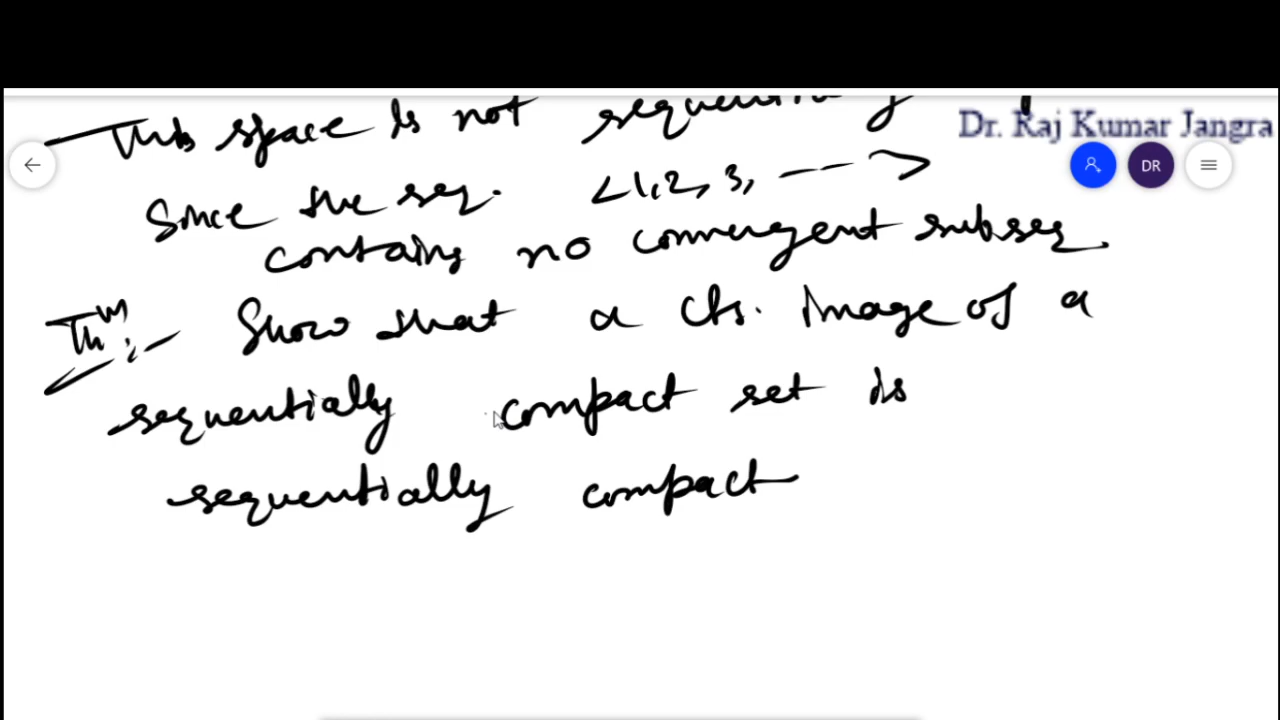 This space is not sequentially
Dr. Raj Kumar Jangra
DR
Since the seq. <1,2,3, --->
contains no convergent subseq.
Thm:- Show that a cts. image of a
sequentially compact set is
sequentially compact